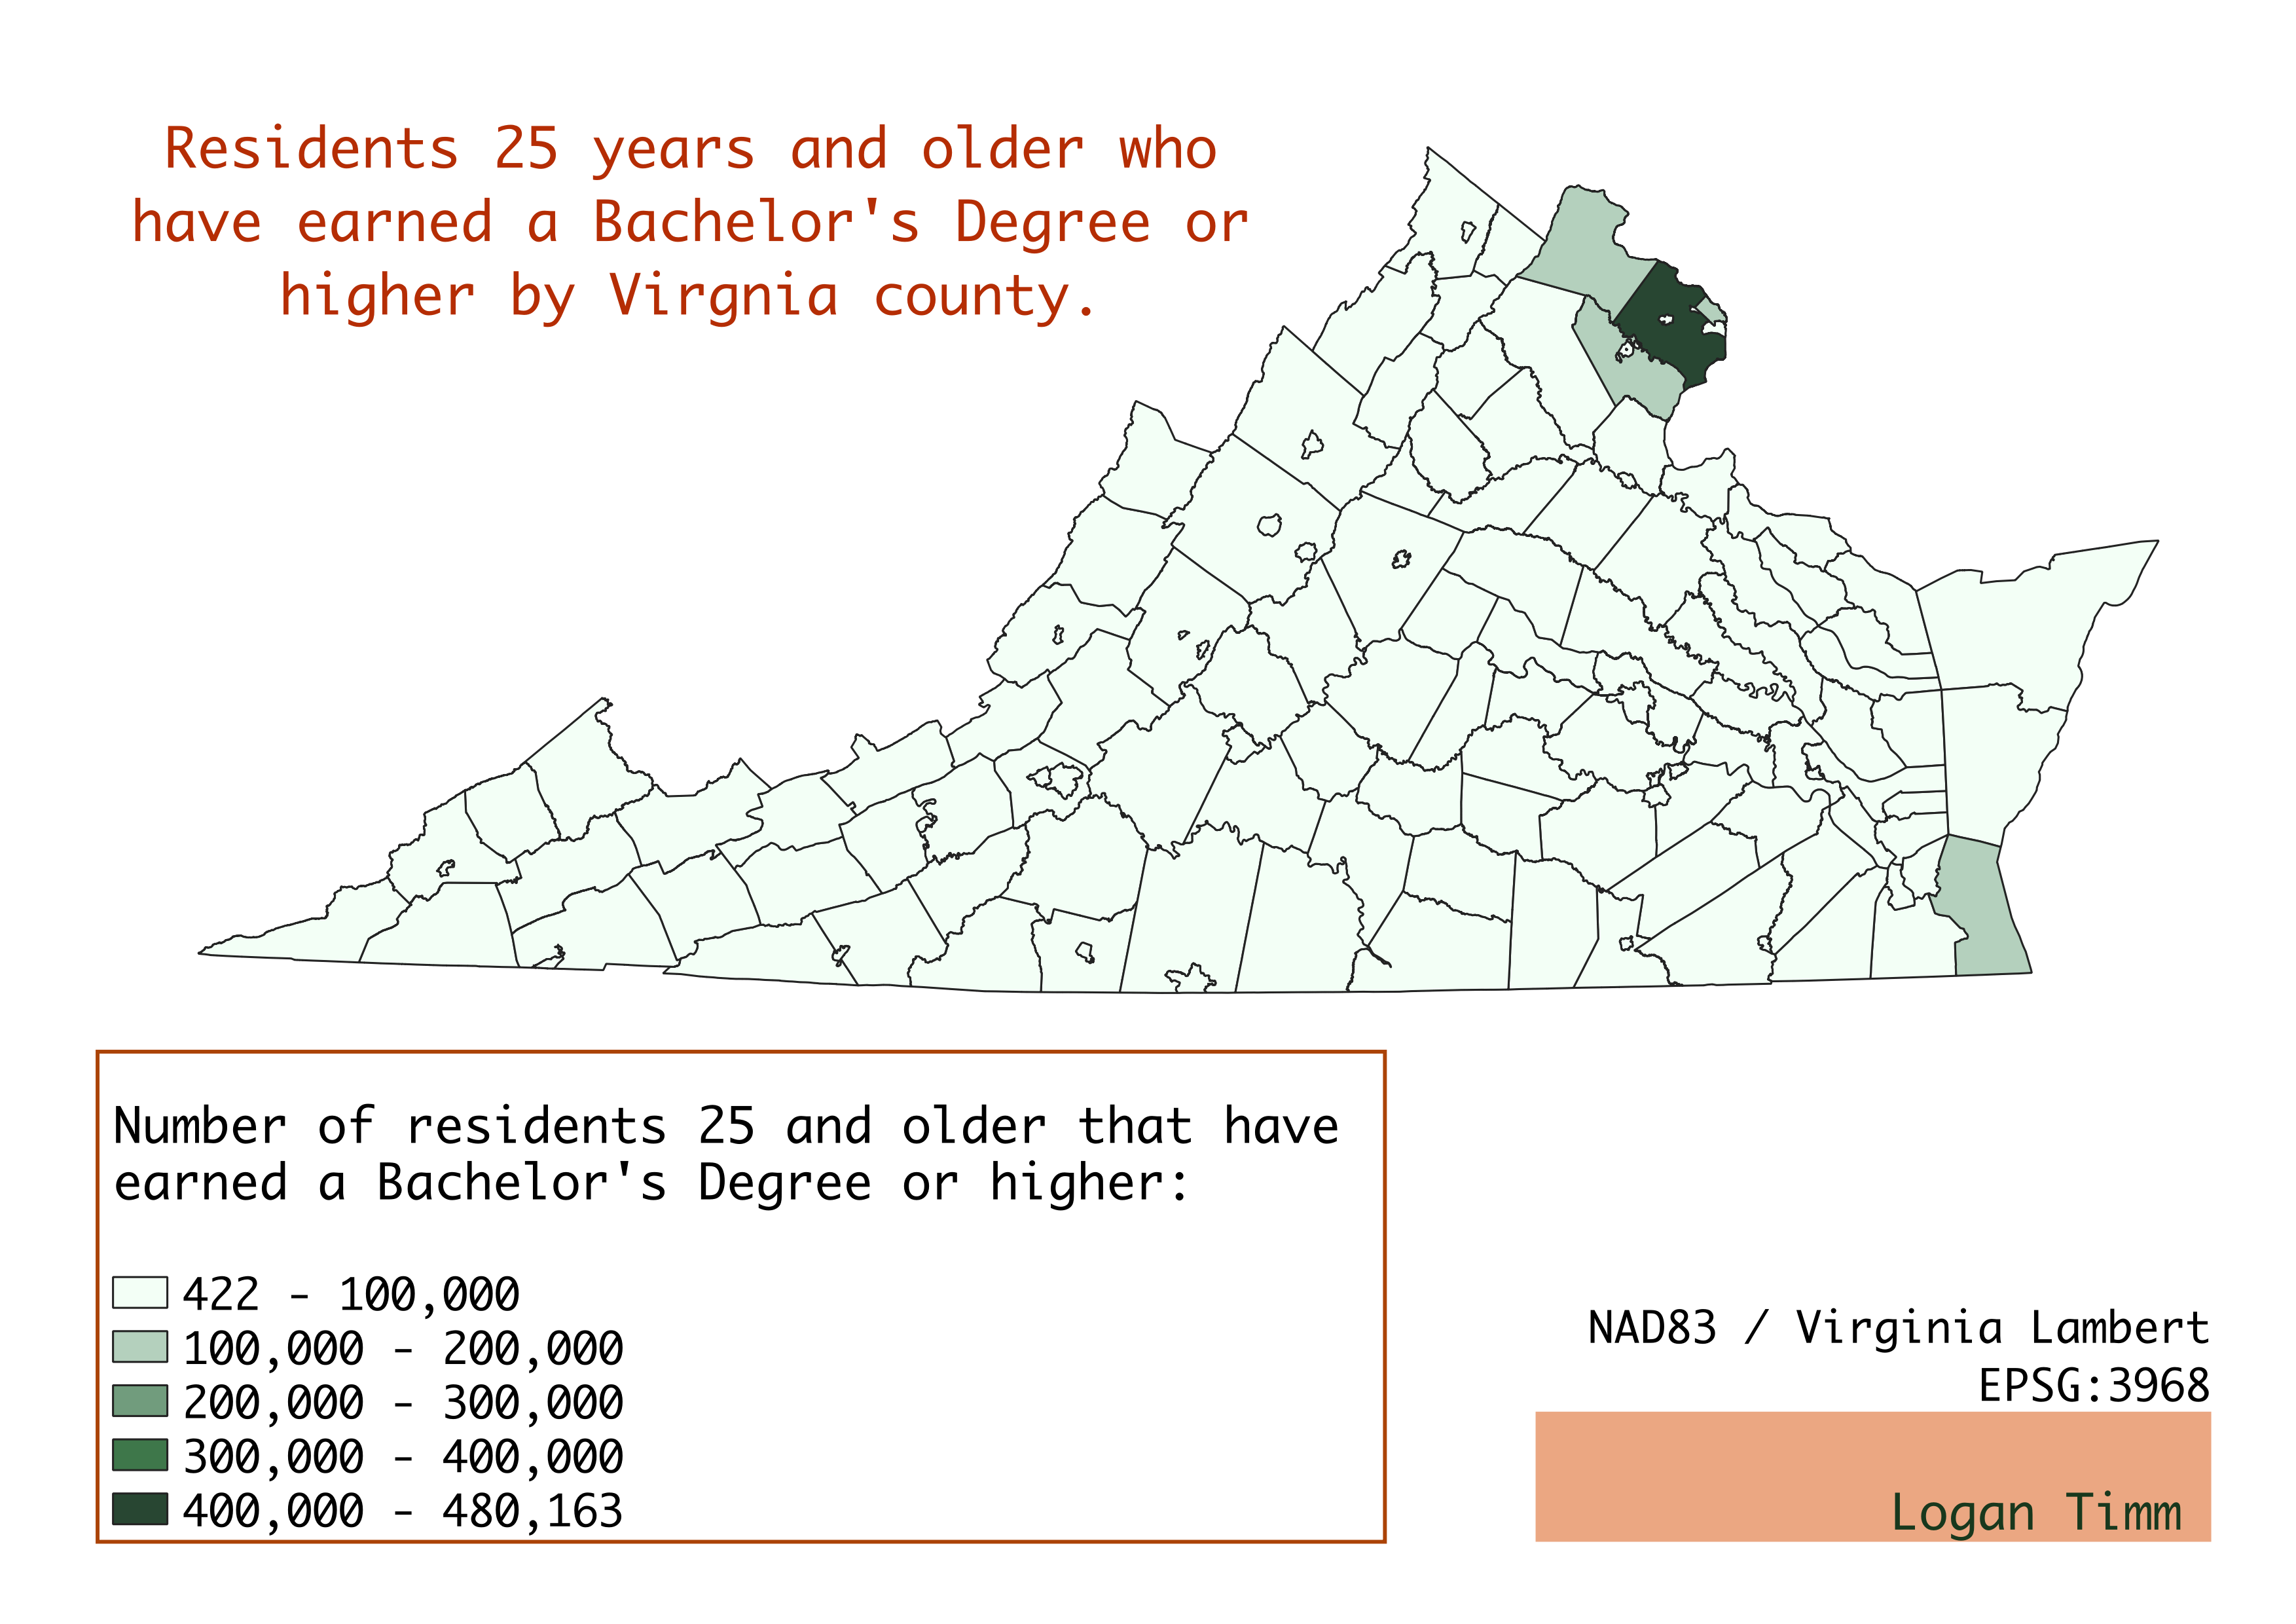 Residents 25 years and older who
have earned a Bachelor's Degree or
higher by Virgnia county.
Number of residents 25 and older that have
earned a Bachelor's Degree or higher:
422 - 100,000
100,000 - 200,000
200,000 - 300,000
300,000 - 400,000
400,000 - 480,163
NAD83 / Virginia Lambert
EPSG:3968
Logan Timm